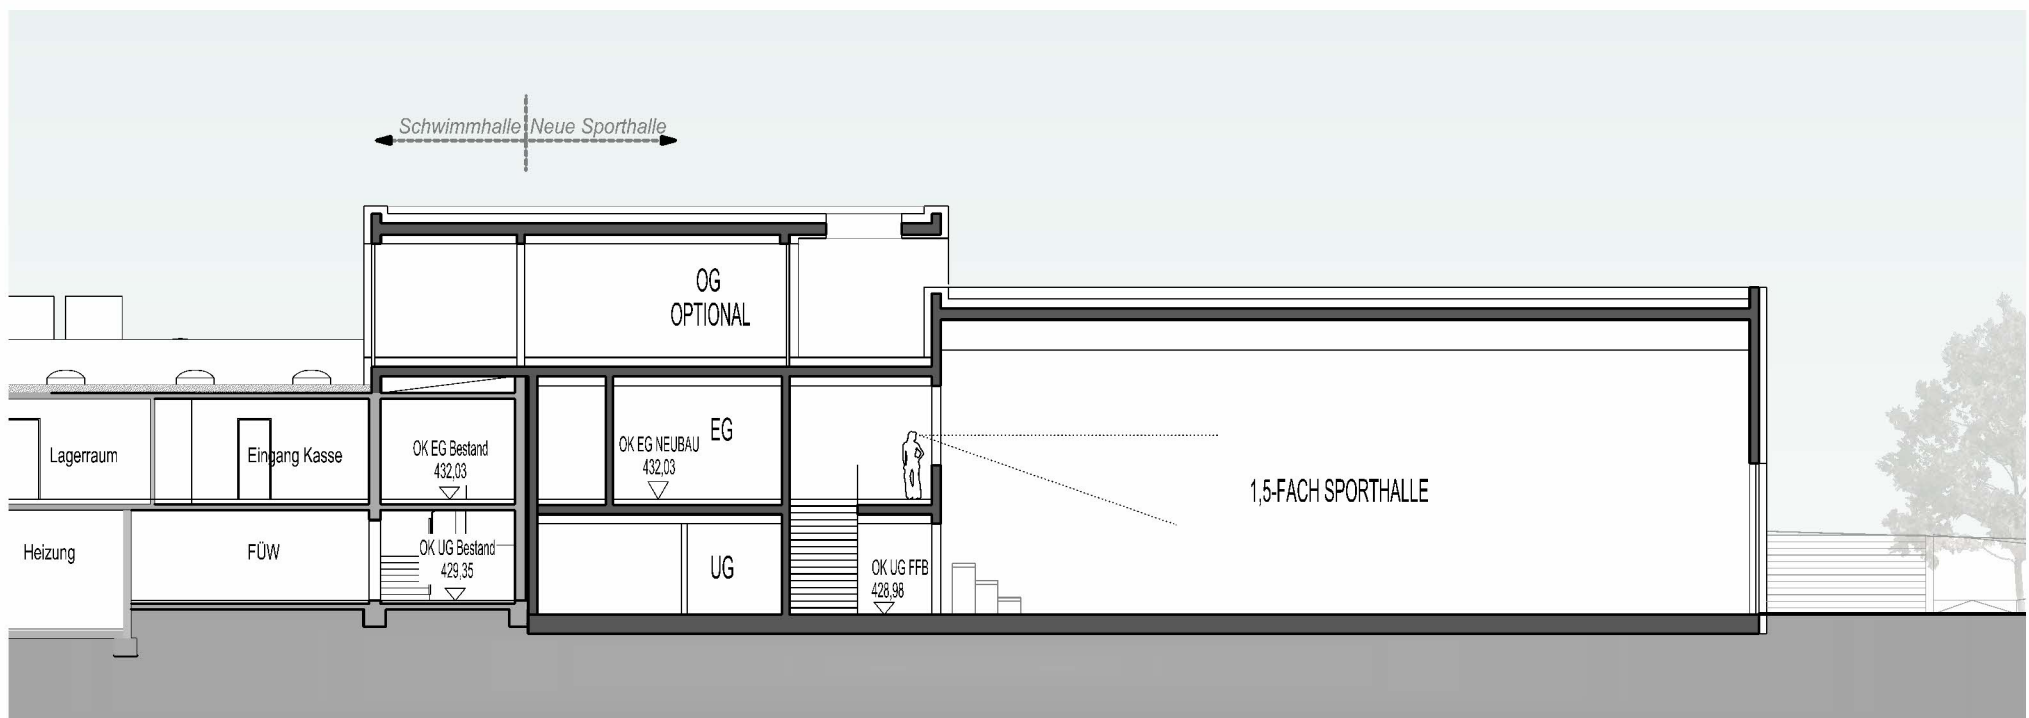 Schwimmhalle Neue Sporthalle
OG
OPTIONAL
Lagerraum
Eingang Kasse
OK EG Bestand
432,03
OK EG NEUBAU
432,03
EG
1,5-FACH SPORTHALLE
Heizung
FÜW
OK UG Bestand
429,35
UG
OK UG FFB
428,98